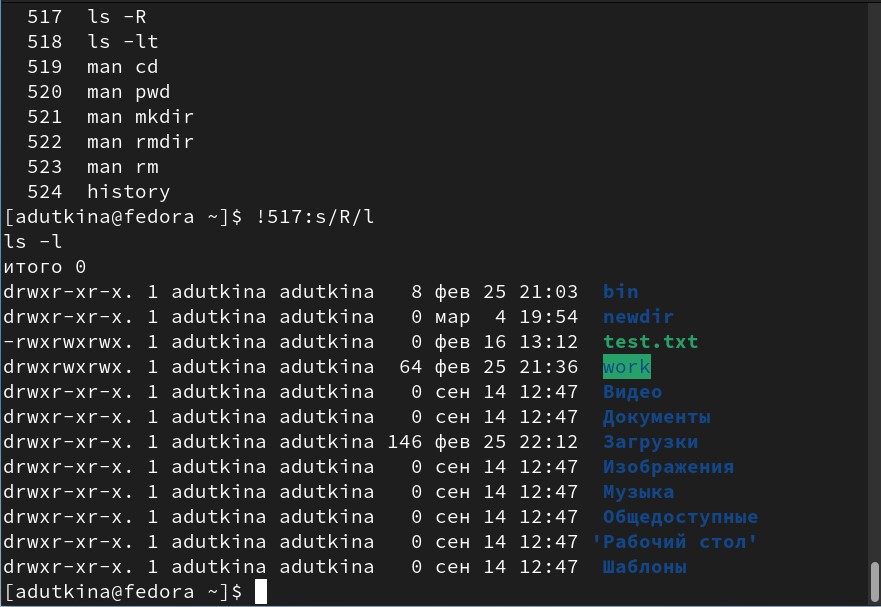 517  ls -R
518  ls -lt
519  man cd
520  man pwd
521  man mkdir
522  man rmdir
523  man rm
524  history
[adutkina@fedora ~]$ !517:s/R/l
ls -l
итого 0
drwxr-xr-x. 1 adutkina adutkina   8 фев 25 21:03  bin
drwxr-xr-x. 1 adutkina adutkina   0 мар  4 19:54  newdir
-rwxrwxrwx. 1 adutkina adutkina   0 фев 16 13:12  test.txt
drwxrwxrwx. 1 adutkina adutkina  64 фев 25 21:36  work
drwxr-xr-x. 1 adutkina adutkina   0 сен 14 12:47  Видео
drwxr-xr-x. 1 adutkina adutkina   0 сен 14 12:47  Документы
drwxr-xr-x. 1 adutkina adutkina 146 фев 25 22:12  Загрузки
drwxr-xr-x. 1 adutkina adutkina   0 сен 14 12:47  Изображения
drwxr-xr-x. 1 adutkina adutkina   0 сен 14 12:47  Музыка
drwxr-xr-x. 1 adutkina adutkina   0 сен 14 12:47  Общедоступные
drwxr-xr-x. 1 adutkina adutkina   0 сен 14 12:47 'Рабочий стол'
drwxr-xr-x. 1 adutkina adutkina   0 сен 14 12:47  Шаблоны
[adutkina@fedora ~]$